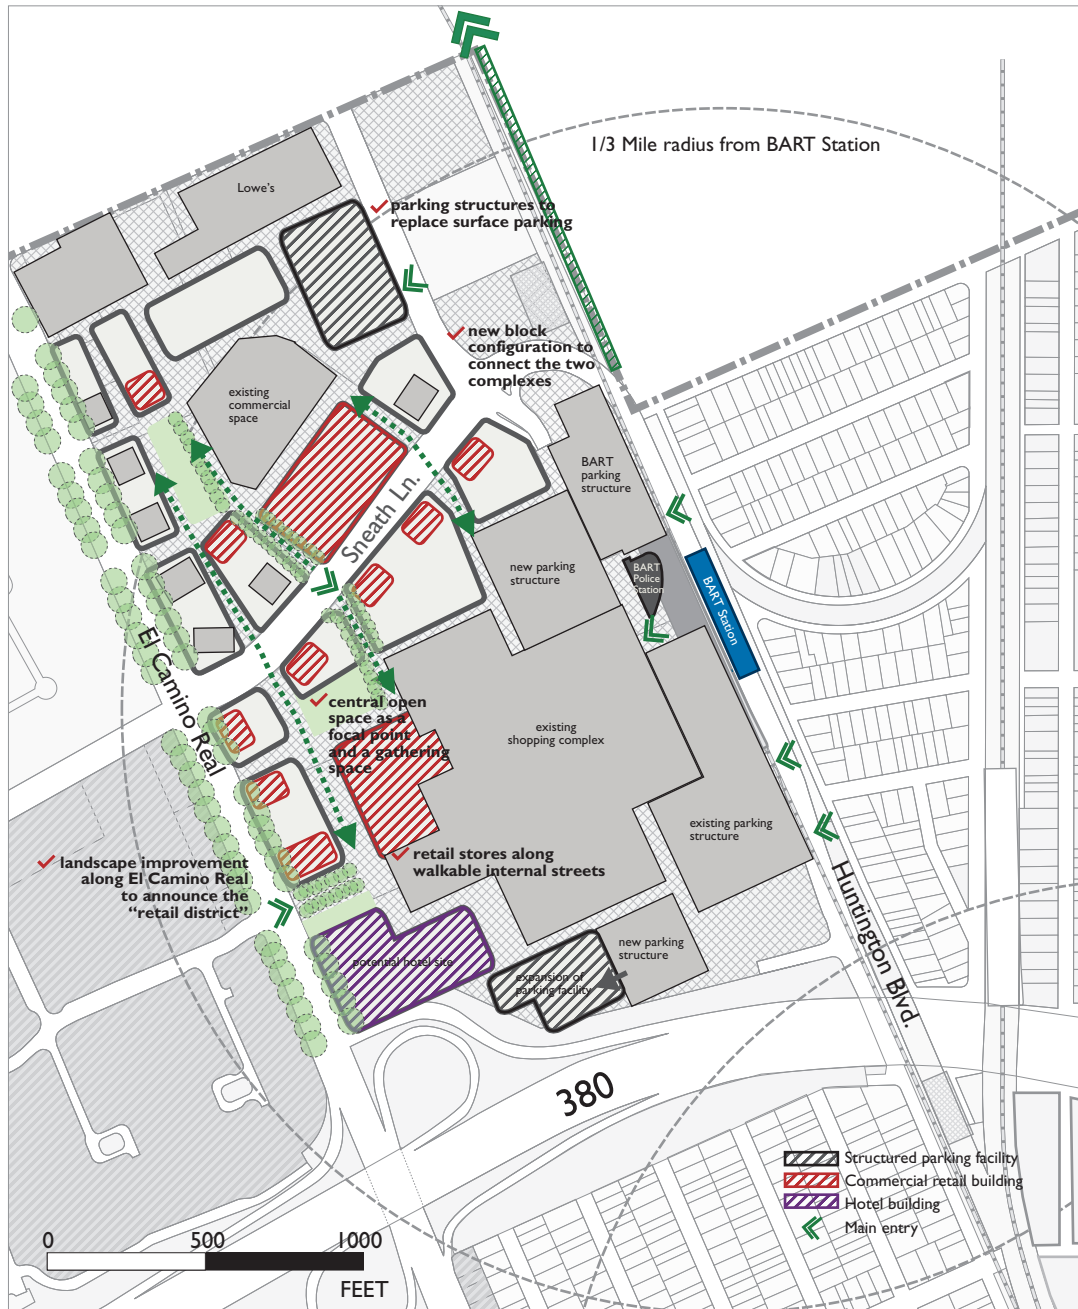 1/3 Mile radius from BART Station
Lowe's
parking structures to
replace surface parking
new block
configuration to
connect the two
complexes
existing
commercial
space
BART
parking
structure
Sneath Ln.
new parking
structure
BART
Police
Station
BART Station
El Camino Real
central open
space as a
focal point
and a gathering
space
existing
shopping complex
existing parking
structure
retail stores along
walkable internal streets
landscape improvement
along El Camino Real
to announce the
“retail district”
Huntington Blvd.
new parking
structure
potential hotel site
expansion of
parking facility
380
Structured parking facility
Commercial retail building
Hotel building
Main entry
0 500 1000
FEET